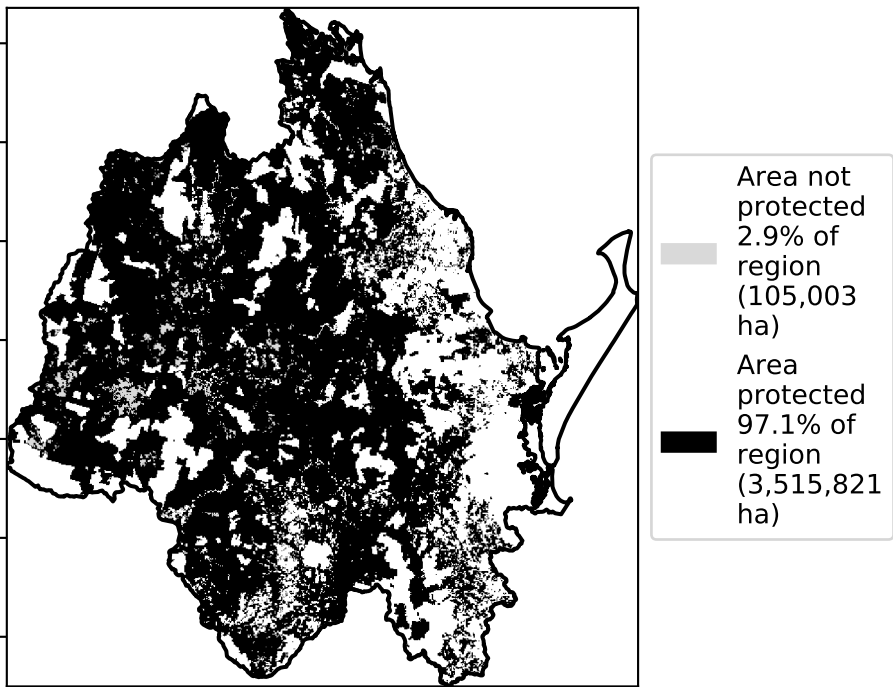 Area not
protected
2.9% of
region
(105,003
ha)
Area
protected
97.1% of
region
(3,515,821
ha)